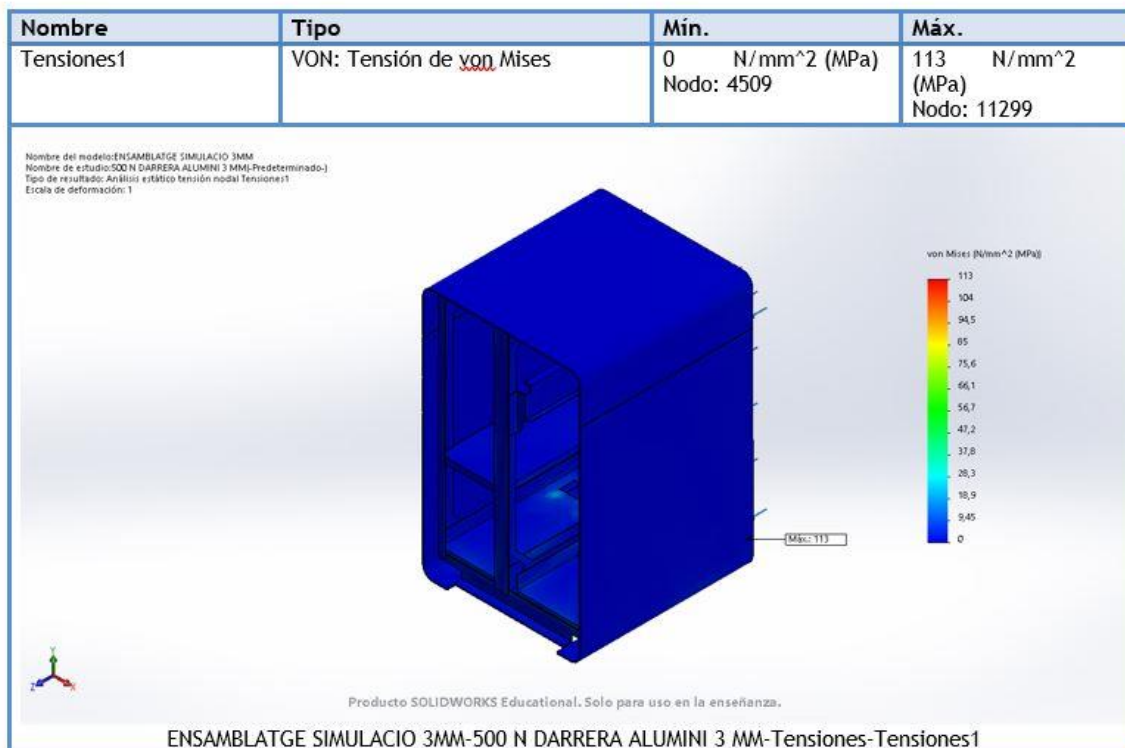 Nombre Tipo Mín. Máx.
Tensiones1 VON: Tensión de von Mises 0 N/mm^2 (MPa) 113 N/mm^2
Nodo: 4509 (MPa)
Nodo: 11299
Nombre del modelo:ENSAMBLATGE SIMULACIO 3MM
Nombre de estudio:500 N DARRERA ALUMINI 3 MM(-Predeterminado-)
Tipo de resultado: Análisis estático tensión nodal Tensiones1
Escala de deformación: 1
von Mises (N/mm^2 (MPa))
113
104
94,5
85
75,6
66,1
56,7
47,2
37,8
28,3
18,9
9,45
0
Máx.: 113
Y
Z X
Producto SOLIDWORKS Educational. Solo para uso en la enseñanza.
ENSAMBLATGE SIMULACIO 3MM-500 N DARRERA ALUMINI 3 MM-Tensiones-Tensiones1